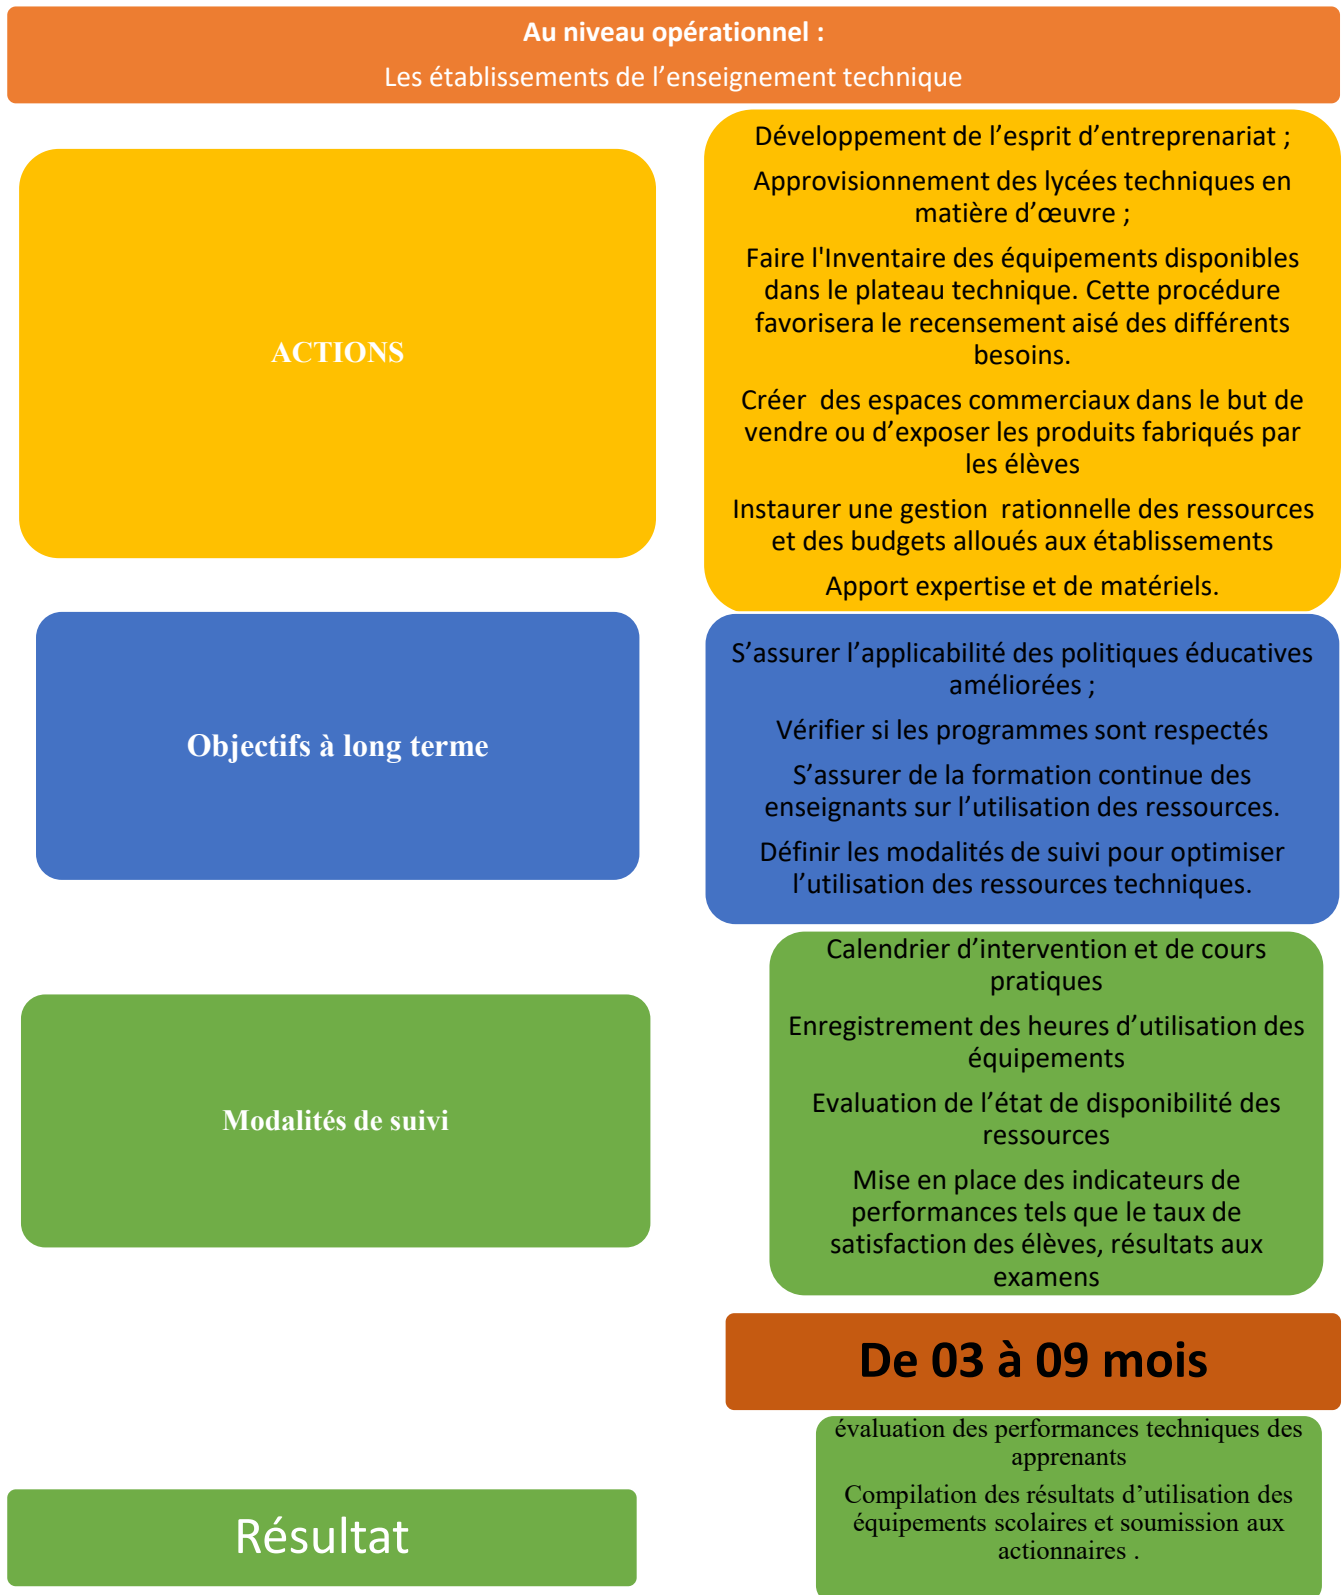 Au niveau opérationnel :
Les établissements de l’enseignement technique
ACTIONS
Développement de l’esprit d’entreprenariat ;
Approvisionnement des lycées techniques en
matière d’œuvre ;
Faire l'Inventaire des équipements disponibles
dans le plateau technique. Cette procédure
favorisera le recensement aisé des différents
besoins.
Créer  des espaces commerciaux dans le but de
vendre ou d’exposer les produits fabriqués par
les élèves
Instaurer une gestion  rationnelle des ressources
et des budgets alloués aux établissements
Apport expertise et de matériels.
Objectifs à long terme
S’assurer l’applicabilité des politiques éducatives
améliorées ;
Vérifier si les programmes sont respectés
S’assurer de la formation continue des
enseignants sur l’utilisation des ressources.
Définir les modalités de suivi pour optimiser
l’utilisation des ressources techniques.
Modalités de suivi
Calendrier d’intervention et de cours
pratiques
Enregistrement des heures d’utilisation des
équipements
Evaluation de l’état de disponibilité des
ressources
Mise en place des indicateurs de
performances tels que le taux de
satisfaction des élèves, résultats aux
examens
De 03 à 09 mois
Résultat
évaluation des performances techniques des
apprenants
Compilation des résultats d’utilisation des
équipements scolaires et soumission aux
actionnaires .